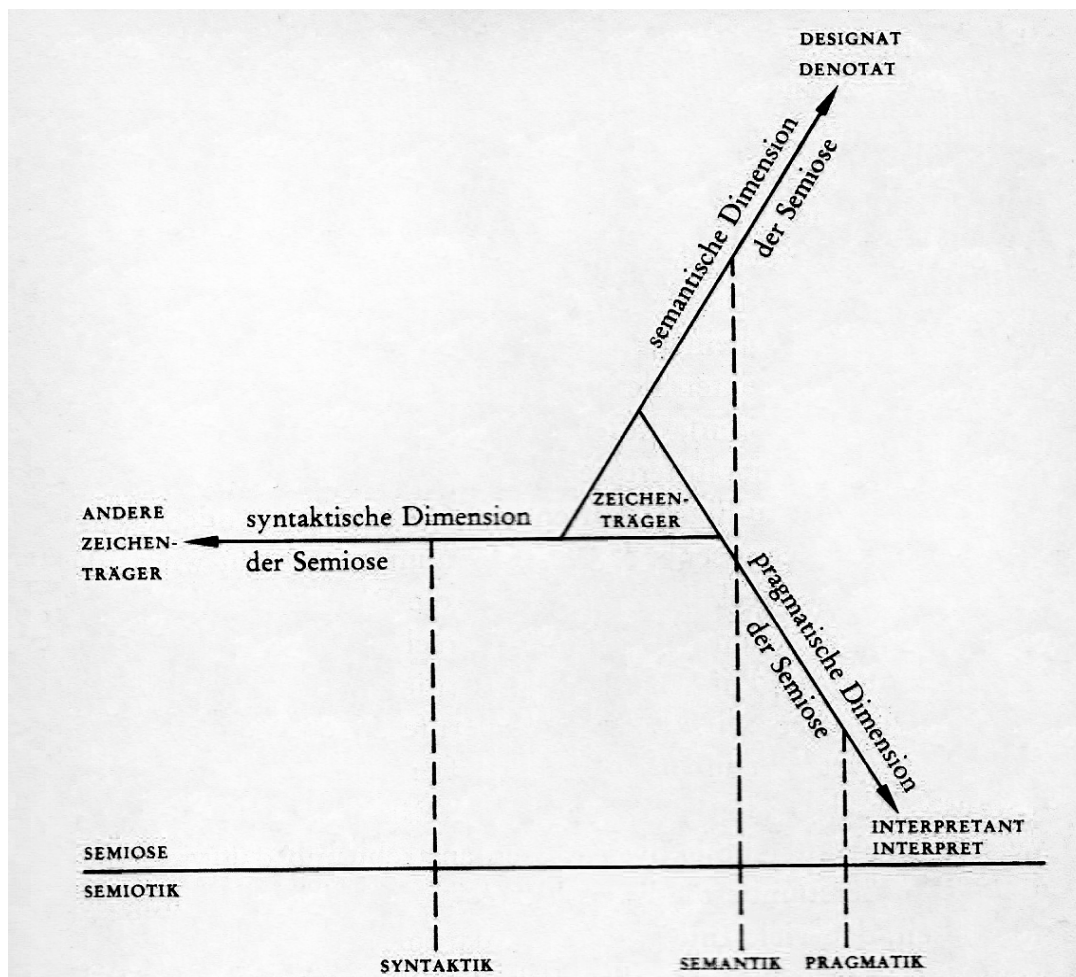 DESIGNAT
DENOTAT
semantische Dimension
der Semiose
ZEICHEN-
TRÄGER
ANDERE
ZEICHEN-
TRÄGER
syntaktische Dimension
der Semiose
pragmatische Dimension
der Semiose
INTERPRETANT
INTERPRET
SEMIOSE
SEMIOTIK
SYNTAKTIK
SEMANTIK
PRAGMATIK